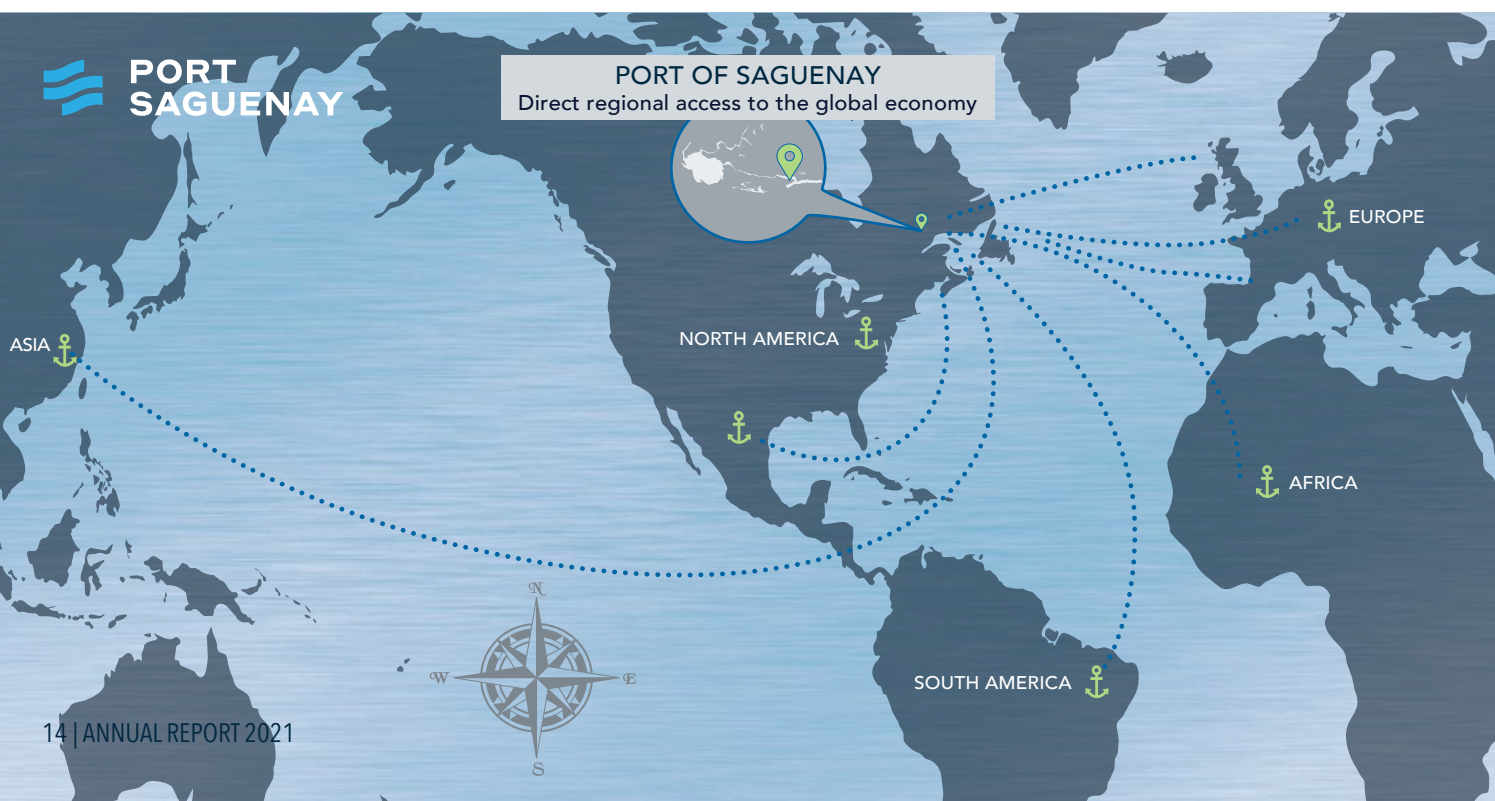 PORT
SAGUENAY
PORT OF SAGUENAY
Direct regional access to the global economy
EUROPE
ASIA
NORTH AMERICA
AFRICA
N
W
E
S
SOUTH AMERICA
14 | ANNUAL REPORT 2021